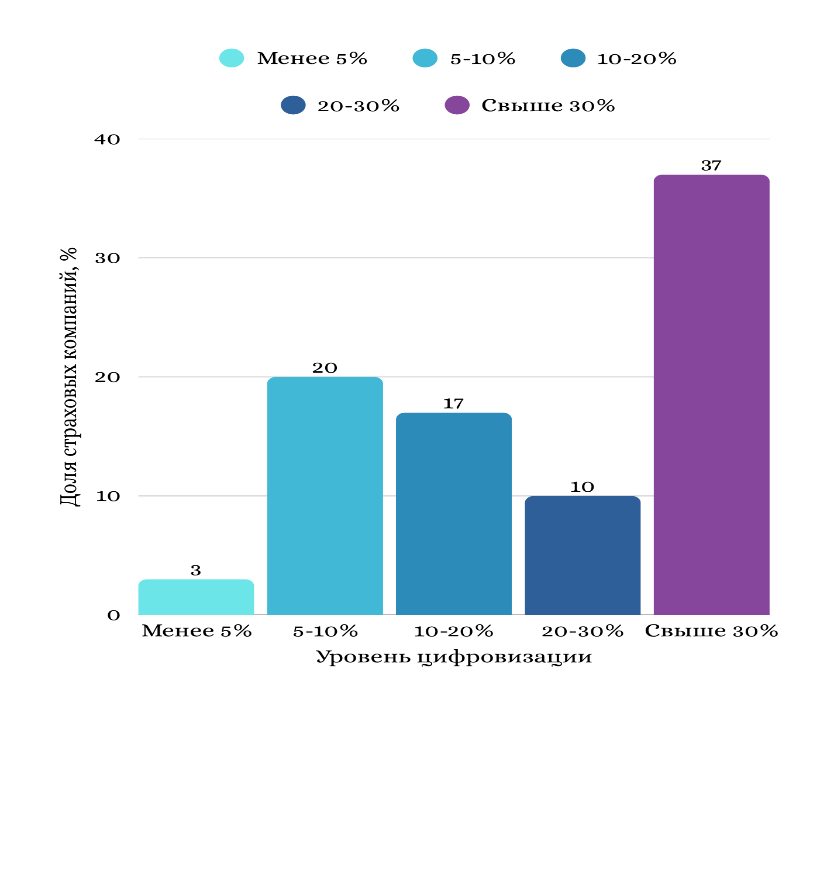 Менее 5% 5-10% 10-20%
20-30% Свыше 30%
Доля страховых компаний, %
40
37
30
20
20
17
10
10
3
0
Менее 5% 5-10% 10-20% 20-30% Свыше 30%
Уровень цифровизации